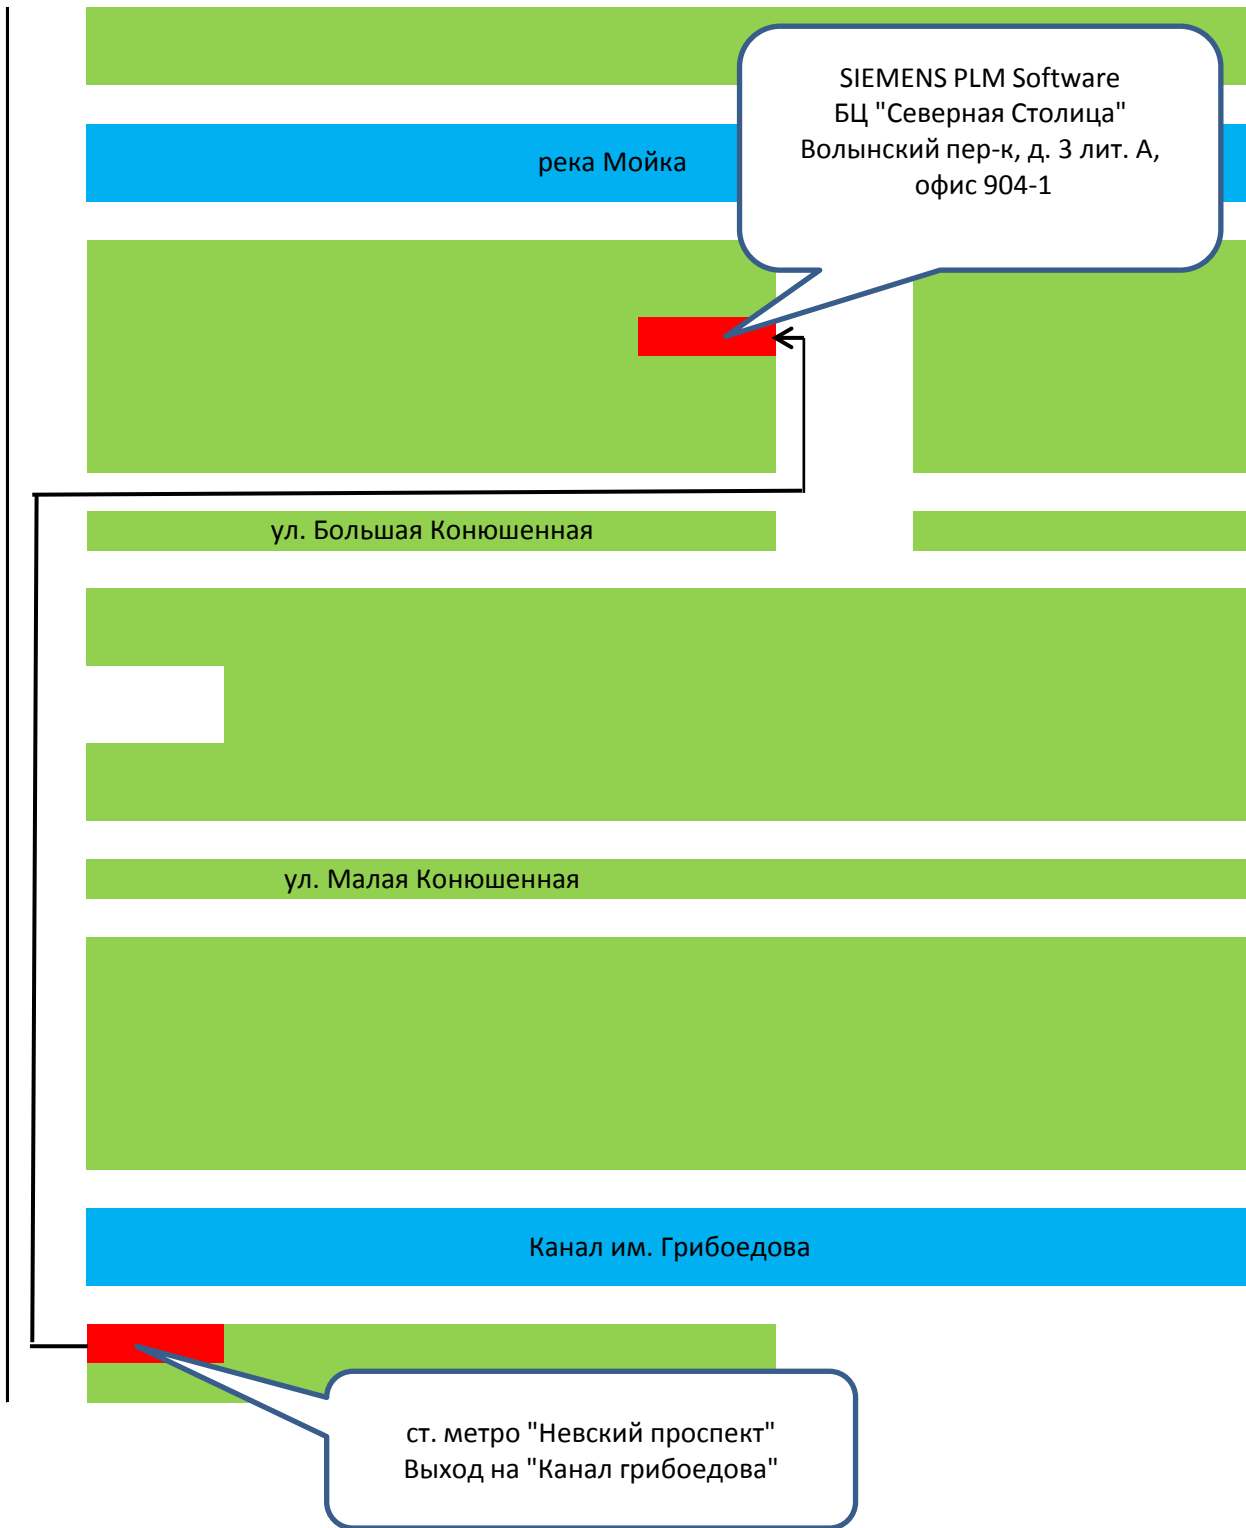 SIEMENS PLM Software
БЦ "Северная Столица"
Волынский пер-к, д. 3 лит. А,
офис 904-1
река Мойка
ул. Большая Конюшенная
ул. Малая Конюшенная
Канал им. Грибоедова
ст. метро "Невский проспект"
Выход на "Канал грибоедова"